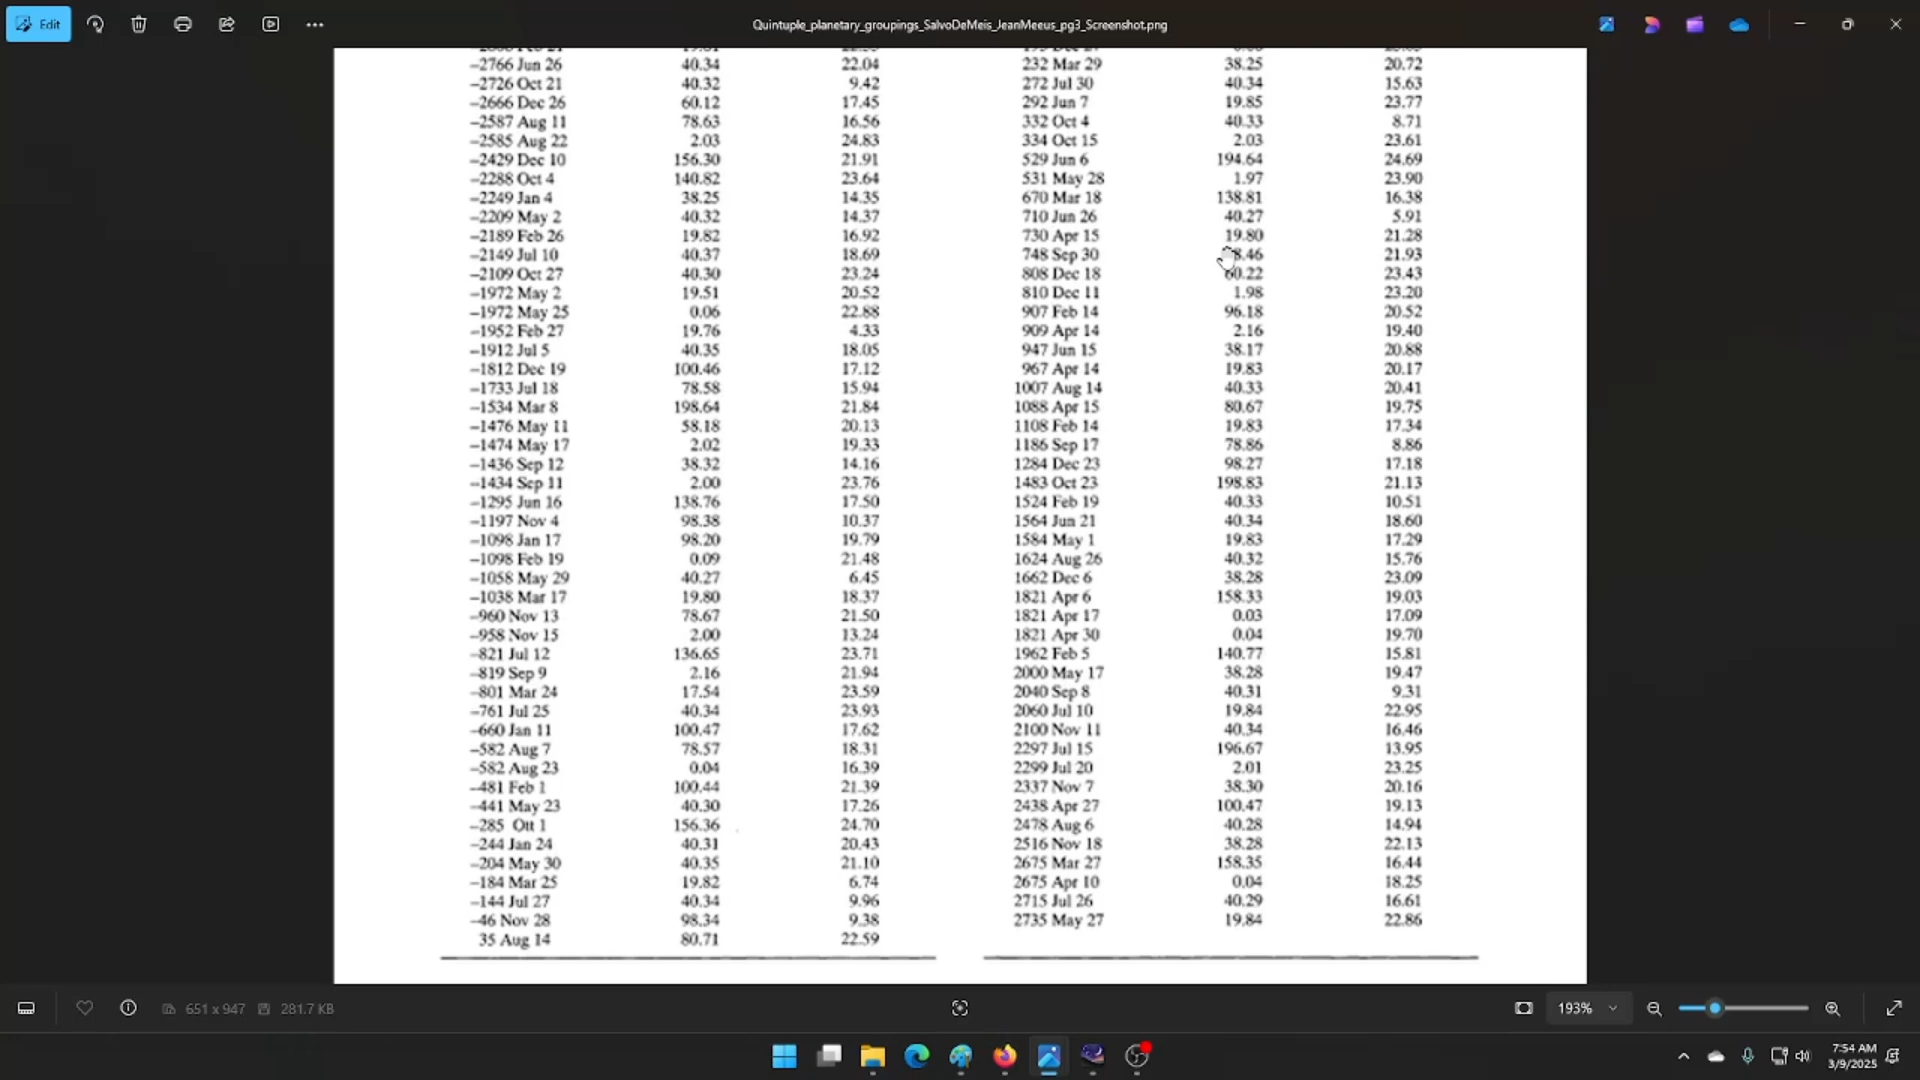 Edit
Quintuple_planetary_groupings_SalvoDeMeis_JeanMeeus_pg3_Screenshot.png
−2766 Jun 26 40.34 22.04
−2726 Oct 21 40.32 9.42
−2666 Dec 26 60.12 17.45
−2587 Aug 11 78.63 16.56
−2585 Aug 22 2.03 24.83
−2429 Dec 10 156.30 21.91
−2288 Oct 4 140.82 23.64
−2249 Jan 4 38.25 14.35
−2209 May 2 40.32 14.37
−2189 Feb 26 19.82 16.92
−2149 Jul 10 40.37 18.69
−2109 Oct 27 40.30 23.24
−1972 May 2 19.51 20.52
−1972 May 25 0.06 22.88
−1952 Feb 27 19.76 4.33
−1912 Jul 5 40.35 18.05
−1812 Dec 19 100.46 17.12
−1733 Jul 18 78.58 15.94
−1534 Mar 8 198.64 21.84
−1476 May 11 58.18 20.13
−1474 May 17 2.02 19.33
−1436 Sep 12 38.32 14.16
−1434 Sep 11 2.00 23.76
−1295 Jun 16 138.76 17.50
−1197 Nov 4 98.38 10.37
−1098 Jan 17 98.20 19.79
−1098 Feb 19 0.09 21.48
−1058 May 29 40.27 6.45
−1038 Mar 17 19.80 18.37
−960 Nov 13 78.67 21.50
−958 Nov 15 2.00 13.24
−821 Jul 12 136.65 23.71
−819 Sep 9 2.16 21.94
−801 Mar 24 17.54 23.59
−761 Jul 25 40.34 23.93
−660 Jan 11 100.47 17.62
−582 Aug 7 78.57 18.31
−582 Aug 23 0.04 16.39
−481 Feb 1 100.44 21.39
−441 May 23 40.30 17.26
−285 Ott 1 156.36 24.70
−244 Jan 24 40.31 20.43
−204 May 30 40.35 21.10
−184 Mar 25 19.82 6.74
−144 Jul 27 40.34 9.96
−46 Nov 28 98.34 9.38
35 Aug 14 80.71 22.59
232 Mar 29 38.25 20.72
272 Jul 30 40.34 15.63
292 Jun 7 19.85 23.77
332 Oct 4 40.33 8.71
334 Oct 15 2.03 23.61
529 Jun 6 194.64 24.69
531 May 28 1.97 23.90
670 Mar 18 138.81 16.38
710 Jun 26 40.27 5.91
730 Apr 15 19.80 21.28
748 Sep 30 21.93
808 Dec 18 60.22 23.43
810 Dec 11 1.98 23.20
907 Feb 14 96.18 20.52
909 Apr 14 2.16 19.40
947 Jun 15 38.17 20.88
967 Apr 14 19.83 20.17
1007 Aug 14 40.33 20.41
1088 Apr 15 80.67 19.75
1108 Feb 14 19.83 17.34
1186 Sep 17 78.86 8.86
1284 Dec 23 98.27 17.18
1483 Oct 23 198.83 21.13
1524 Feb 19 40.33 10.51
1564 Jun 21 40.34 18.60
1584 May 1 19.83 17.29
1624 Aug 26 40.32 15.76
1662 Dec 6 38.28 23.09
1821 Apr 6 158.33 19.03
1821 Apr 17 0.03 17.09
1821 Apr 30 0.04 19.70
1962 Feb 5 140.77 15.81
2000 May 17 38.28 19.47
2040 Sep 8 40.31 9.31
2060 Jul 10 19.84 22.95
2100 Nov 11 40.34 16.46
2297 Jul 15 196.67 13.95
2299 Jul 20 2.01 23.25
2337 Nov 7 38.30 20.16
2438 Apr 27 100.47 19.13
2478 Aug 6 40.28 14.94
2516 Nov 18 38.28 22.13
2675 Mar 27 158.35 16.44
2675 Apr 10 0.04 18.25
2715 Jul 26 40.29 16.61
2735 May 27 19.84 22.86
651 x 947 281.7 KB 193%
7:54 AM
3/9/2025